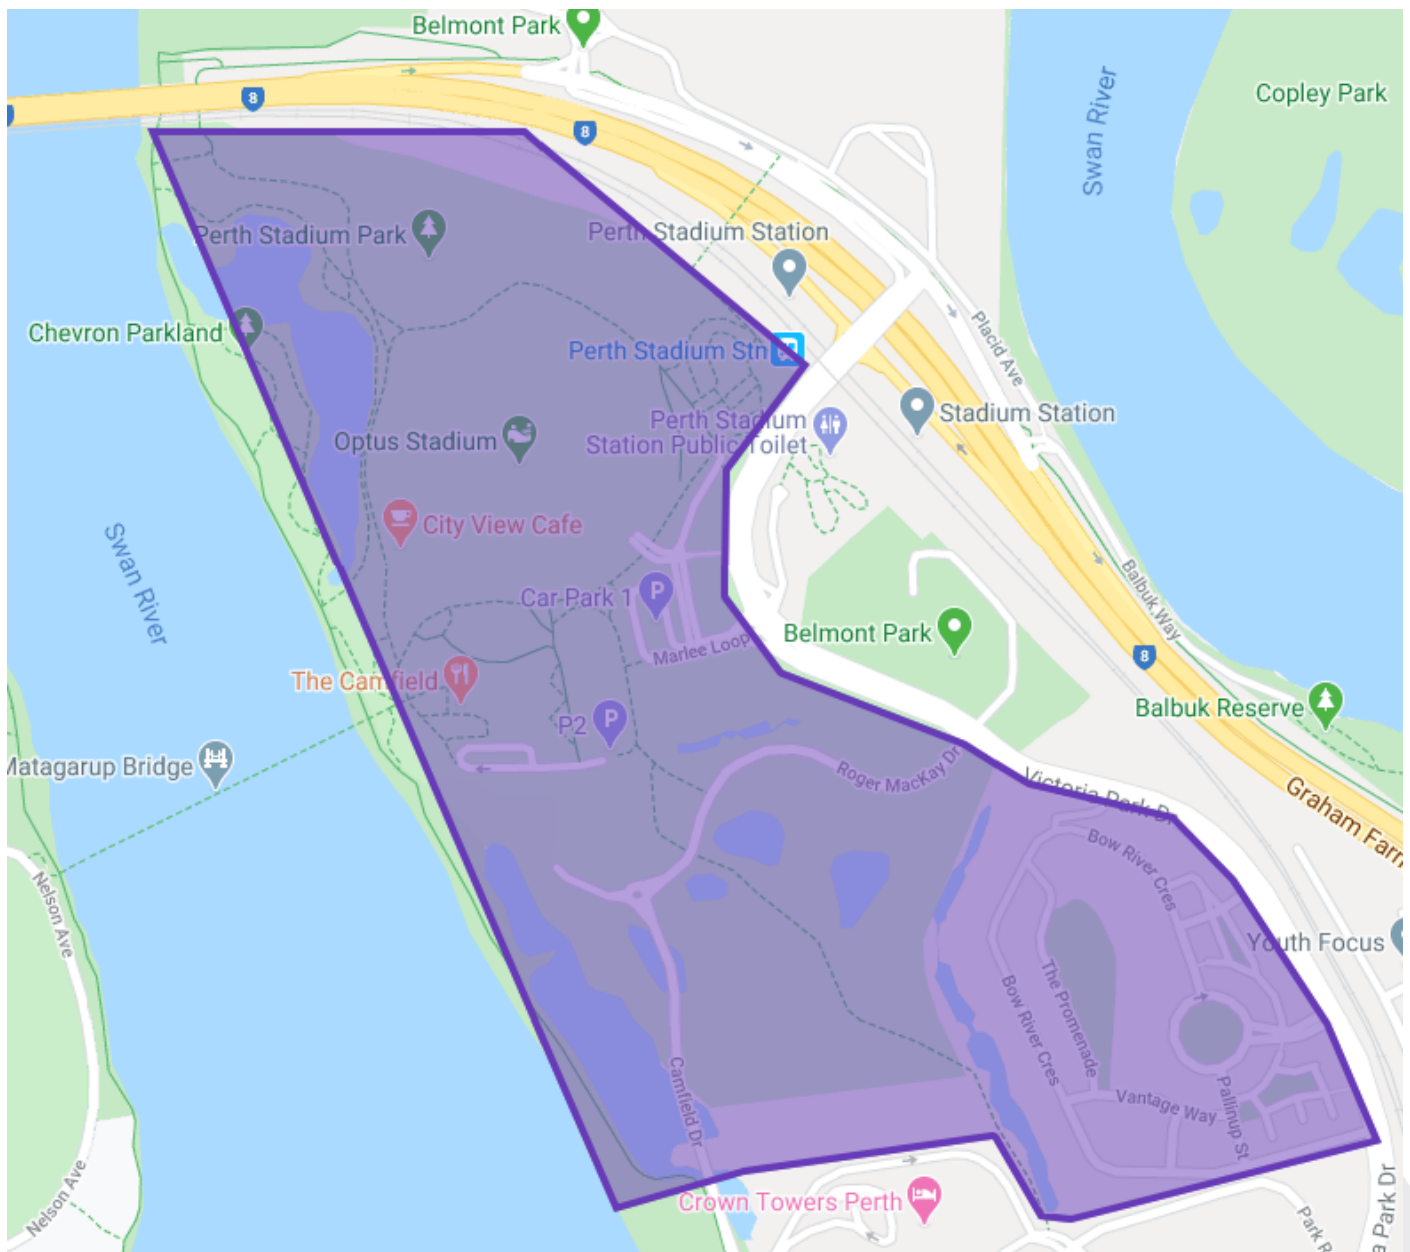 Belmont Park
8
8
Copley Park
Swan River
Perth Stadium Park
Perth Stadium Station
Chevron Parkland
Perth Stadium Stn
Placid Ave
Perth Stadium
Station Public Toilet
Stadium Station
Optus Stadium
City View Cafe
Swan River
Car Park 1
P
Balbuk Way
Marlee Loop
Belmont Park
8
The Camfield
P2
P
Balbuk Reserve
Matagarup Bridge
Roger MacKay Dr
Victoria Park Dr
Graham Farm
Bow River Cres
Nelson Ave
Youth Focus
The Promenade
Bow River Cres
Camfield Dr
Vantage Way
Pallinup St
Nelson Ave
Crown Towers Perth
Park R
a Park Dr